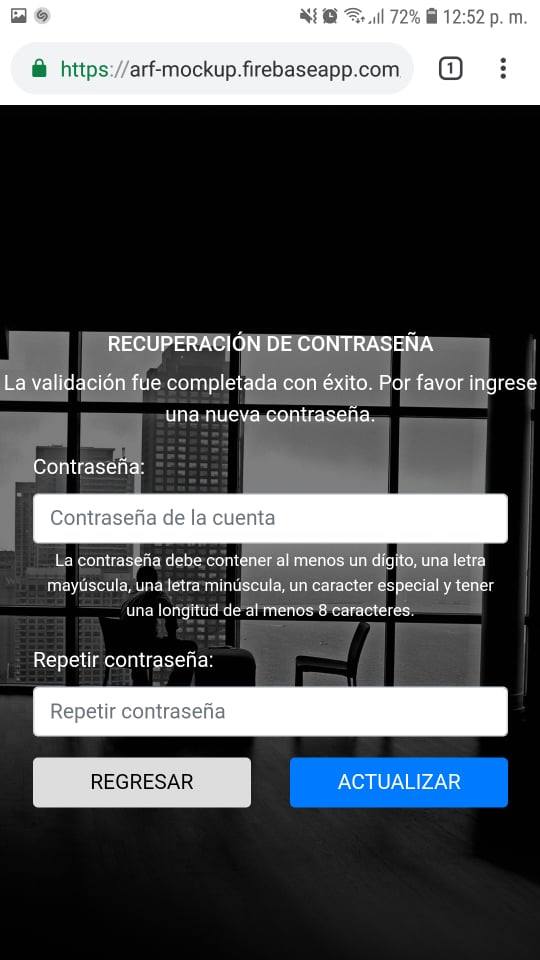 72% 12:52 p. m.
https://arf-mockup.firebaseapp.com
1
RECUPERACIÓN DE CONTRASEÑA
La validación fue completada con éxito. Por favor ingrese
una nueva contraseña.
Contraseña:
Contraseña de la cuenta
La contraseña debe contener al menos un dígito, una letra
mayúscula, una letra minúscula, un caracter especial y tener
una longitud de al menos 8 caracteres.
Repetir contraseña:
Repetir contraseña
REGRESAR ACTUALIZAR